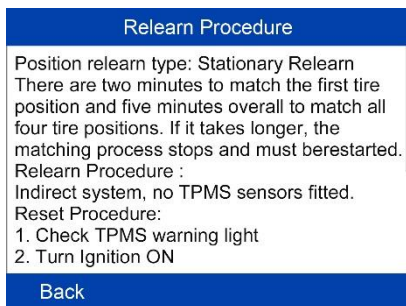 Relearn Procedure
Position relearn type: Stationary Relearn
There are two minutes to match the first tire
position and five minutes overall to match all
four tire positions. If it takes longer, the
matching process stops and must berestarted.
Relearn Procedure :
Indirect system, no TPMS sensors fitted.
Reset Procedure:
1. Check TPMS warning light
2. Turn Ignition ON
Back